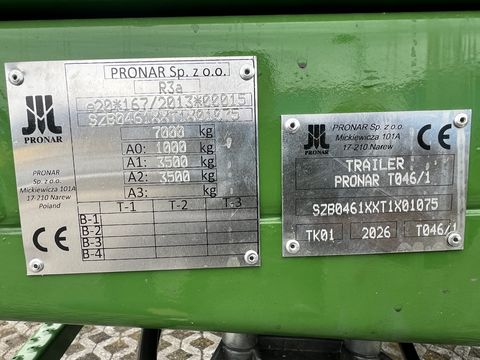 PRONAR Sp. z o.o.
R3a
e20*167/2013*00015
SZB0461XXT1X01075
7000 kg
A0: 1000 kg
A1: 3500 kg
A2: 3500 kg
A3: kg
T-1 T-2 T-3
B-1
B-2
B-3
B-4
PRONAR
PRONAR
Sp. z o.o.
Mickiewicza 101A
17-210 Narew
Poland
CE
PRONAR
PRONAR Sp. z o.o.
Mickiewicza 101A
17-210 Narew
CE
TRAILER
PRONAR T046/1
SZB0461XXT1X01075
TK01 2026 T046/1